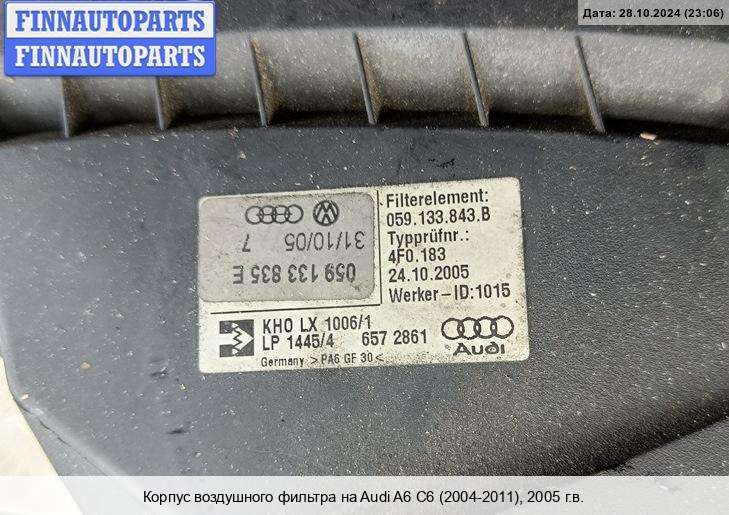 FINNAUTOPARTS
FINNAUTOPARTS
Дата: 28.10.2024 (23:06)
31/10/05 7
059 133 835 E
Filterelement:
059.133.843.B
Typprüfnr.:
4F0.183
24.10.2005
Werker-ID:1015
KHO LX 1006/1
LP 1445/4 657 2861
Germany >PA6 GF 30<
Audi
Корпус воздушного фильтра на Audi A6 C6 (2004-2011), 2005 г.в.